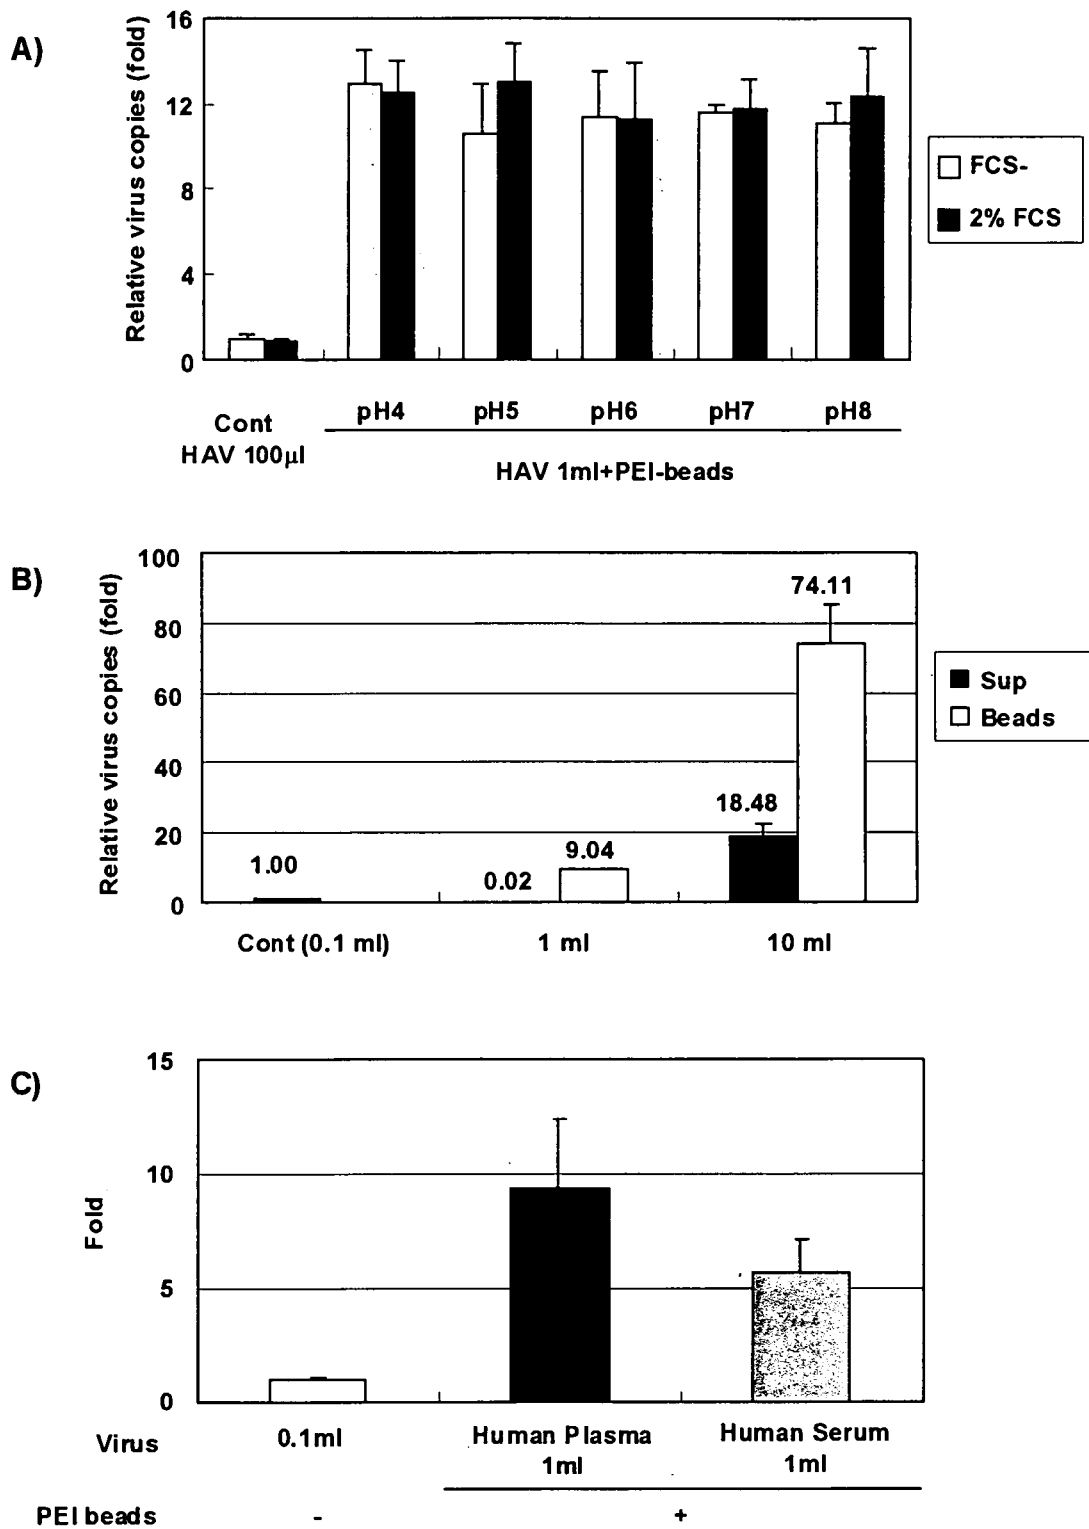 A)
Relative virus copies (fold)
16
12
8
4
0
FCS-
2% FCS
Cont
HAV 100µl
pH4 pH5 pH6 pH7 pH8
HAV 1ml+PEI-beads
B)
Relative virus copies (fold)
100
80
60
40
20
0
1.00
0.02
9.04
18.48
74.11
Sup
Beads
Cont (0.1 ml) 1 ml 10 ml
C)
Fold
15
10
5
0
Virus 0.1ml Human Plasma Human Serum
1ml 1ml
PEI beads - +